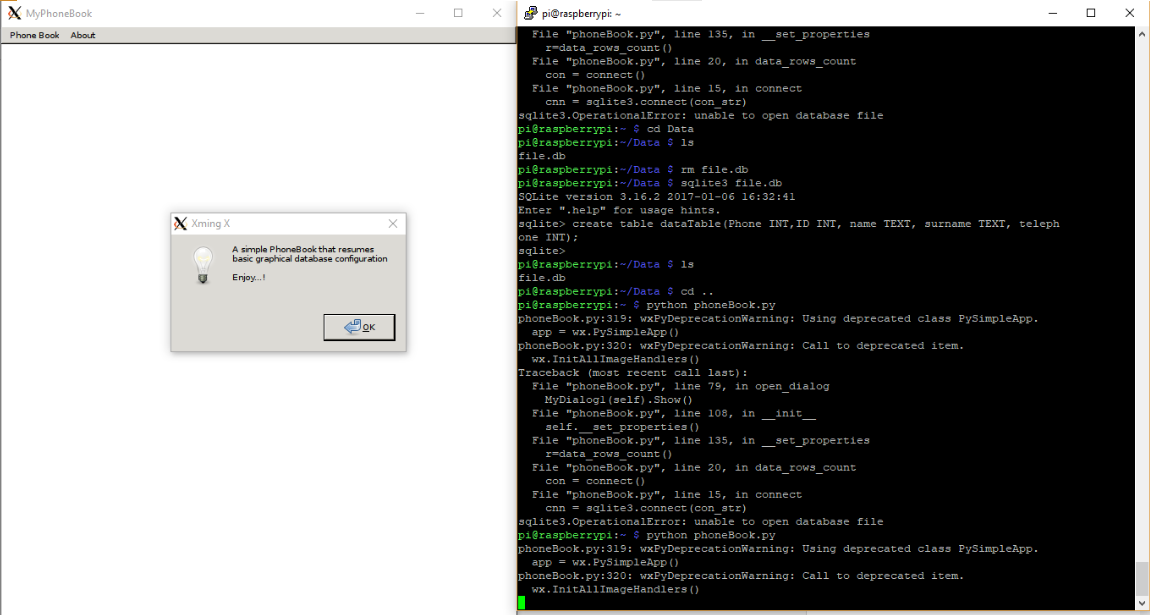 MyPhoneBook
Phone Book About
Xming X
A simple PhoneBook that resumes
basic graphical database configuration
Enjoy...!
OK
pi@raspberrypi: ~
File "phoneBook.py", line 135, in __set_properties
r=data_rows_count()
File "phoneBook.py", line 20, in data_rows_count
con = connect()
File "phoneBook.py", line 15, in connect
cnn = sqlite3.connect(con_str)
sqlite3.OperationalError: unable to open database file
pi@raspberrypi:~ $ cd Data
pi@raspberrypi:~/Data $ ls
file.db
pi@raspberrypi:~/Data $ rm file.db
pi@raspberrypi:~/Data $ sqlite3 file.db
SQLite version 3.16.2 2017-01-06 16:32:41
Enter ".help" for usage hints.
sqlite> create table dataTable(Phone INT,ID INT, name TEXT, surname TEXT, teleph
one INT);
sqlite>
pi@raspberrypi:~/Data $ ls
file.db
pi@raspberrypi:~/Data $ cd ..
pi@raspberrypi:~ $ python phoneBook.py
phoneBook.py:319: wxPyDeprecationWarning: Using deprecated class PySimpleApp.
app = wx.PySimpleApp()
phoneBook.py:320: wxPyDeprecationWarning: Call to deprecated item.
wx.InitAllImageHandlers()
Traceback (most recent call last):
File "phoneBook.py", line 79, in open_dialog
MyDialog1(self).Show()
File "phoneBook.py", line 108, in __init__
self.__set_properties()
File "phoneBook.py", line 135, in __set_properties
r=data_rows_count()
File "phoneBook.py", line 20, in data_rows_count
con = connect()
File "phoneBook.py", line 15, in connect
cnn = sqlite3.connect(con_str)
sqlite3.OperationalError: unable to open database file
pi@raspberrypi:~ $ python phoneBook.py
phoneBook.py:319: wxPyDeprecationWarning: Using deprecated class PySimpleApp.
app = wx.PySimpleApp()
phoneBook.py:320: wxPyDeprecationWarning: Call to deprecated item.
wx.InitAllImageHandlers()